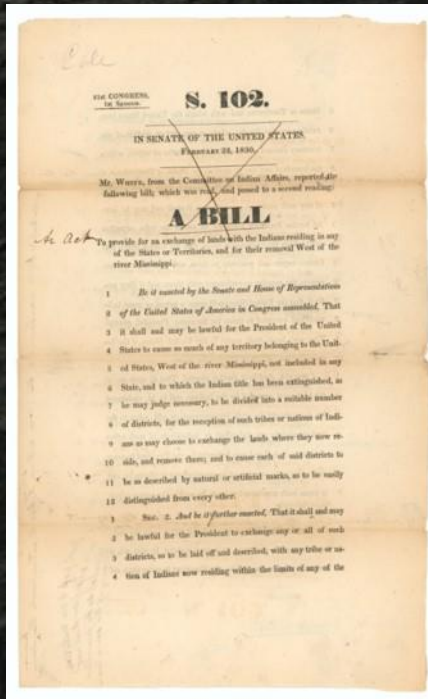 Cole
21st CONGRESS,
1st Session.
S. 102.
IN SENATE OF THE UNITED STATES.
February 22, 1830.
Mr. White, from the Committee on Indian Affairs, reported the
following bill; which was read, and passed to a second reading:
A BILL
An act
To provide for an exchange of lands with the Indians residing in any
of the States or Territories, and for their removal West of the
river Mississippi.
1 Be it enacted by the Senate and House of Representatives
2 of the United States of America in Congress assembled, That
3 it shall and may be lawful for the President of the United
4 States to cause so much of any territory belonging to the Unit-
5 ed States, West of the river Mississippi, not included in any
6 State, and to which the Indian title has been extinguished, as
7 he may judge necessary, to be divided into a suitable number
8 of districts, for the reception of such tribes or nations of Indi-
9 ans as may choose to exchange the lands where they now re-
10 side, and remove there; and to cause each of said districts to
11 be so described by natural or artificial marks, as to be easily
12 distinguished from every other.
1 Sec. 2. And be it further enacted, That it shall and may
2 be lawful for the President to exchange any or all of such
3 districts, so to be laid off and described, with any tribe or na-
4 tion of Indians now residing within the limits of any of the